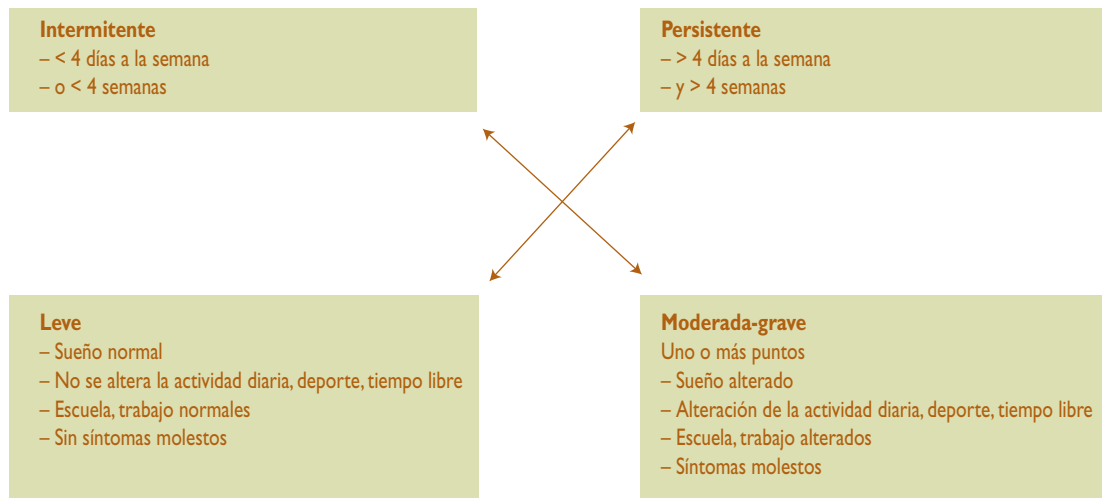 Intermitente
– < 4 días a la semana
– o < 4 semanas
Persistente
– > 4 días a la semana
– y > 4 semanas
Leve
– Sueño normal
– No se altera la actividad diaria, deporte, tiempo libre
– Escuela, trabajo normales
– Sin síntomas molestos
Moderada-grave
Uno o más puntos
– Sueño alterado
– Alteración de la actividad diaria, deporte, tiempo libre
– Escuela, trabajo alterados
– Síntomas molestos